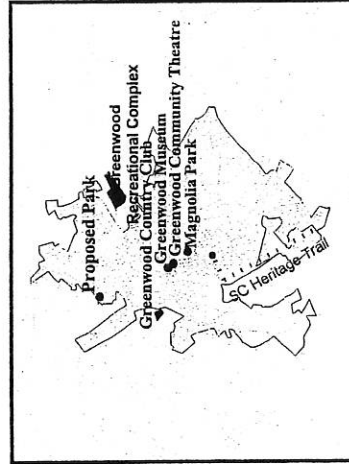 Proposed Park
Greenwood
Recreational Complex
Greenwood Country Club
Greenwood Museum
Greenwood Community Theatre
Magnolia Park
SC Heritage Trail